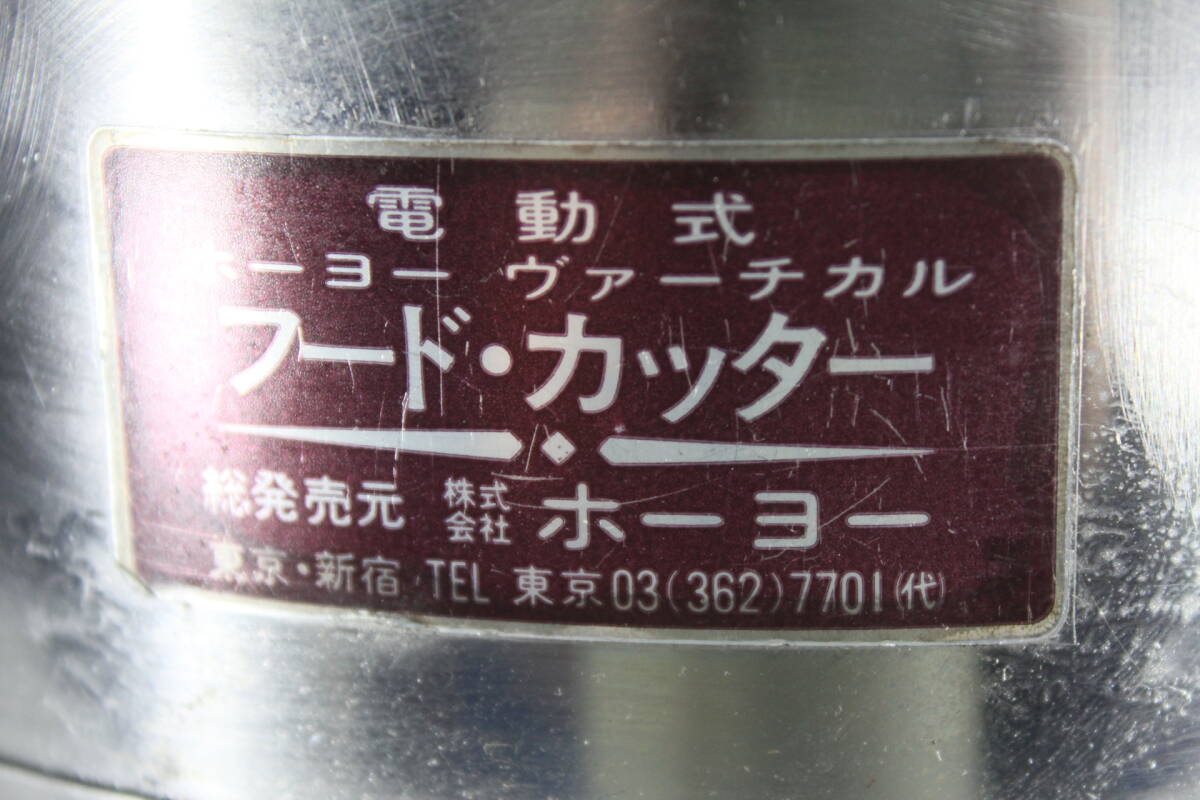 電動式
ホーヨー ヴァーチカル
フード・カッター
総発売元 株式会社 ホーヨー
東京・新宿 TEL 東京03(362)7701(代)